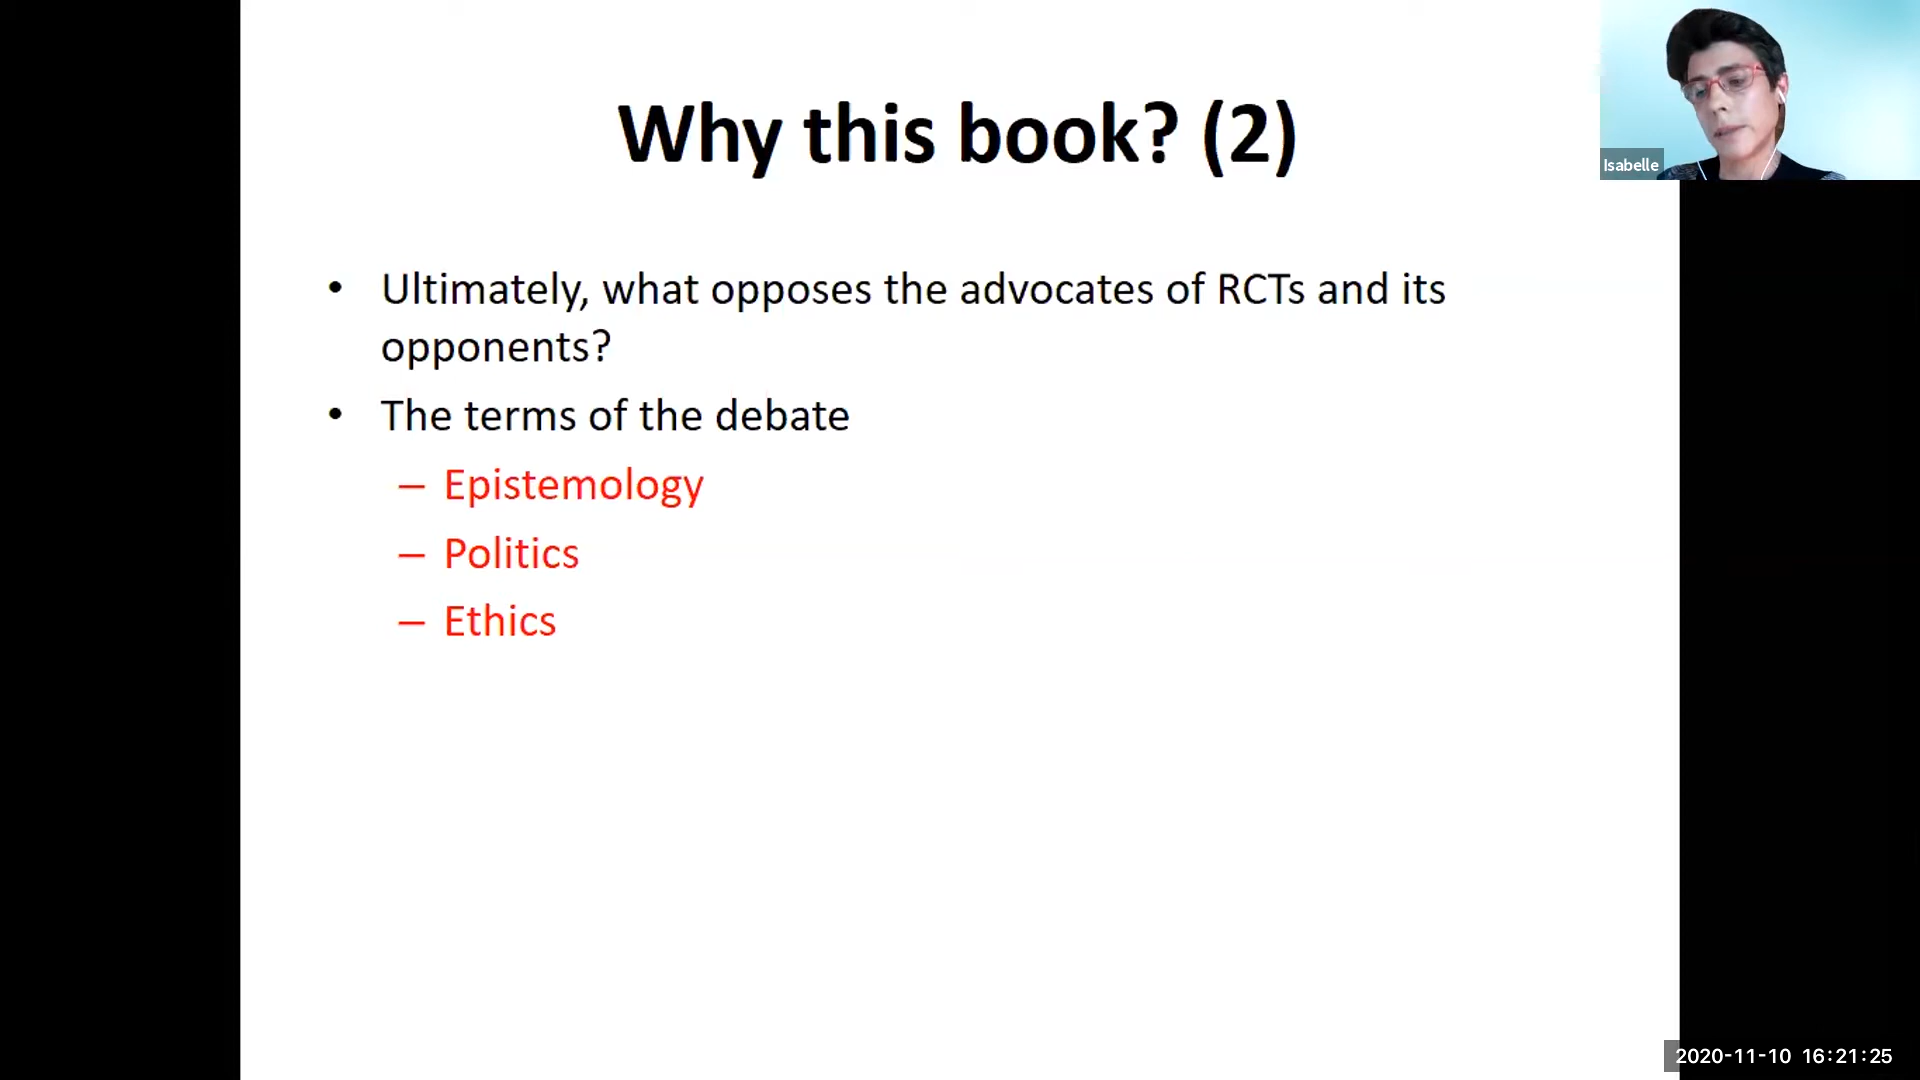 Why this book? (2)
Isabelle
• Ultimately, what opposes the advocates of RCTs and its
opponents?
• The terms of the debate
– Epistemology
– Politics
– Ethics
2020-11-10 16:21:25